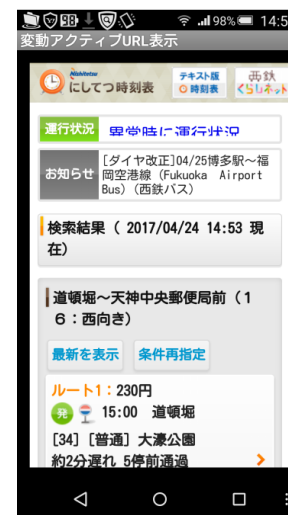 98% 14:5
変動アクティブURL表示
Nishitetsu
にしてつ時刻表
テキスト版
時刻表
西鉄
くらしネット
運行状況
異常時に運行状況
お知らせ
[ダイヤ改正]04/25博多駅～福
岡空港線（Fukuoka Airport
Bus）(西鉄バス)
検索結果（ 2017/04/24 14:53 現
在）
道頓堀～天神中央郵便局前（１
６：西向き）
最新を表示 条件再指定
ルート1：230円
発 15:00 道頓堀
[34] [普通] 大濠公園
約2分遅れ 5停前通過